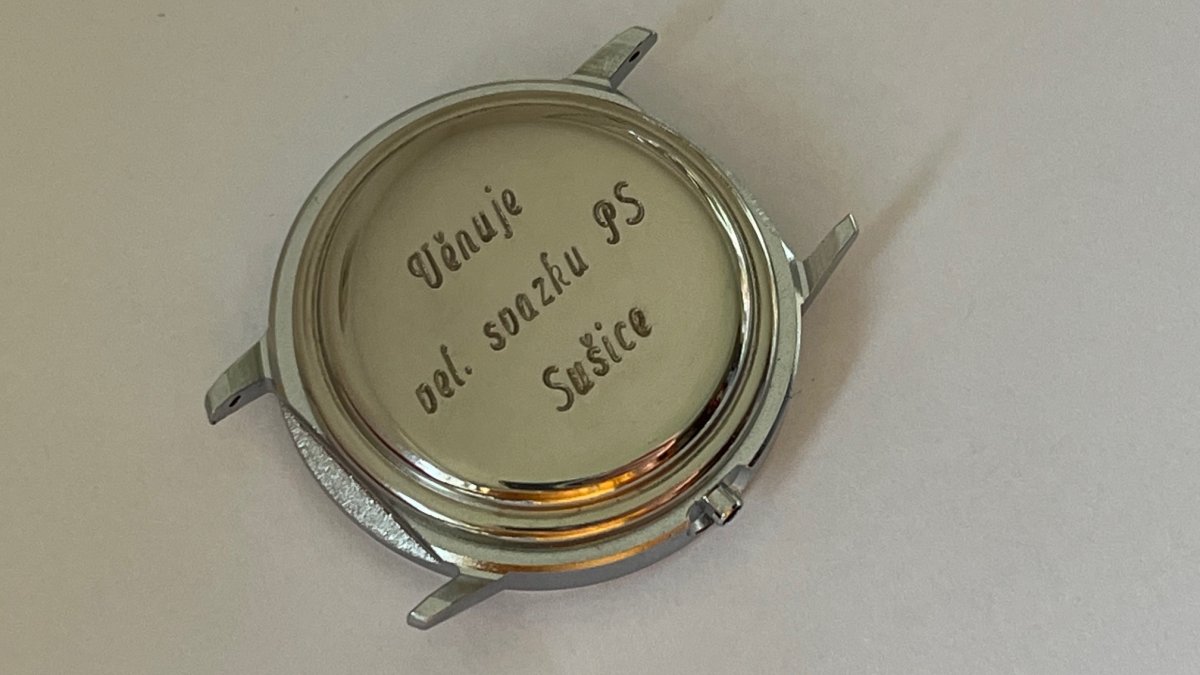 Věnuje
vel. svazku PS
Sušice